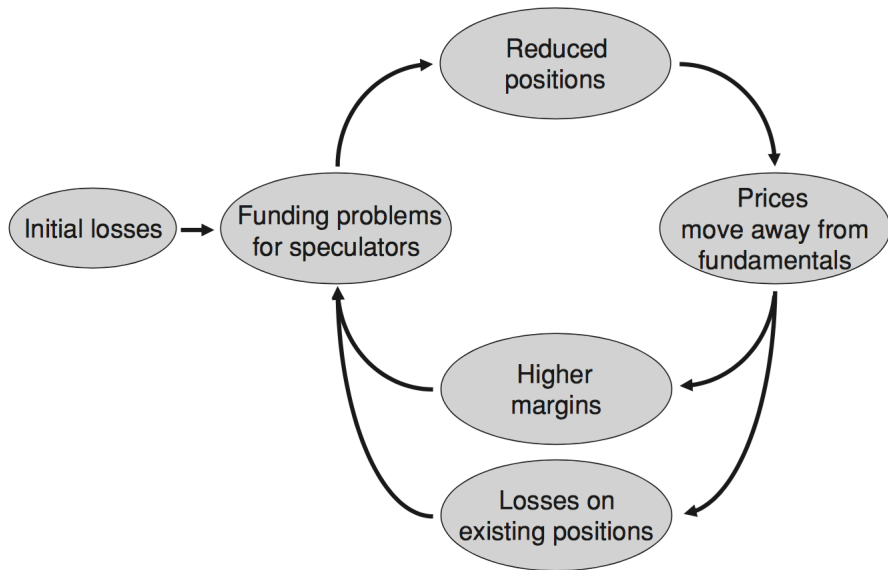 Reduced
positions
Initial losses
Funding problems
for speculators
Prices
move away from
fundamentals
Higher
margins
Losses on
existing positions